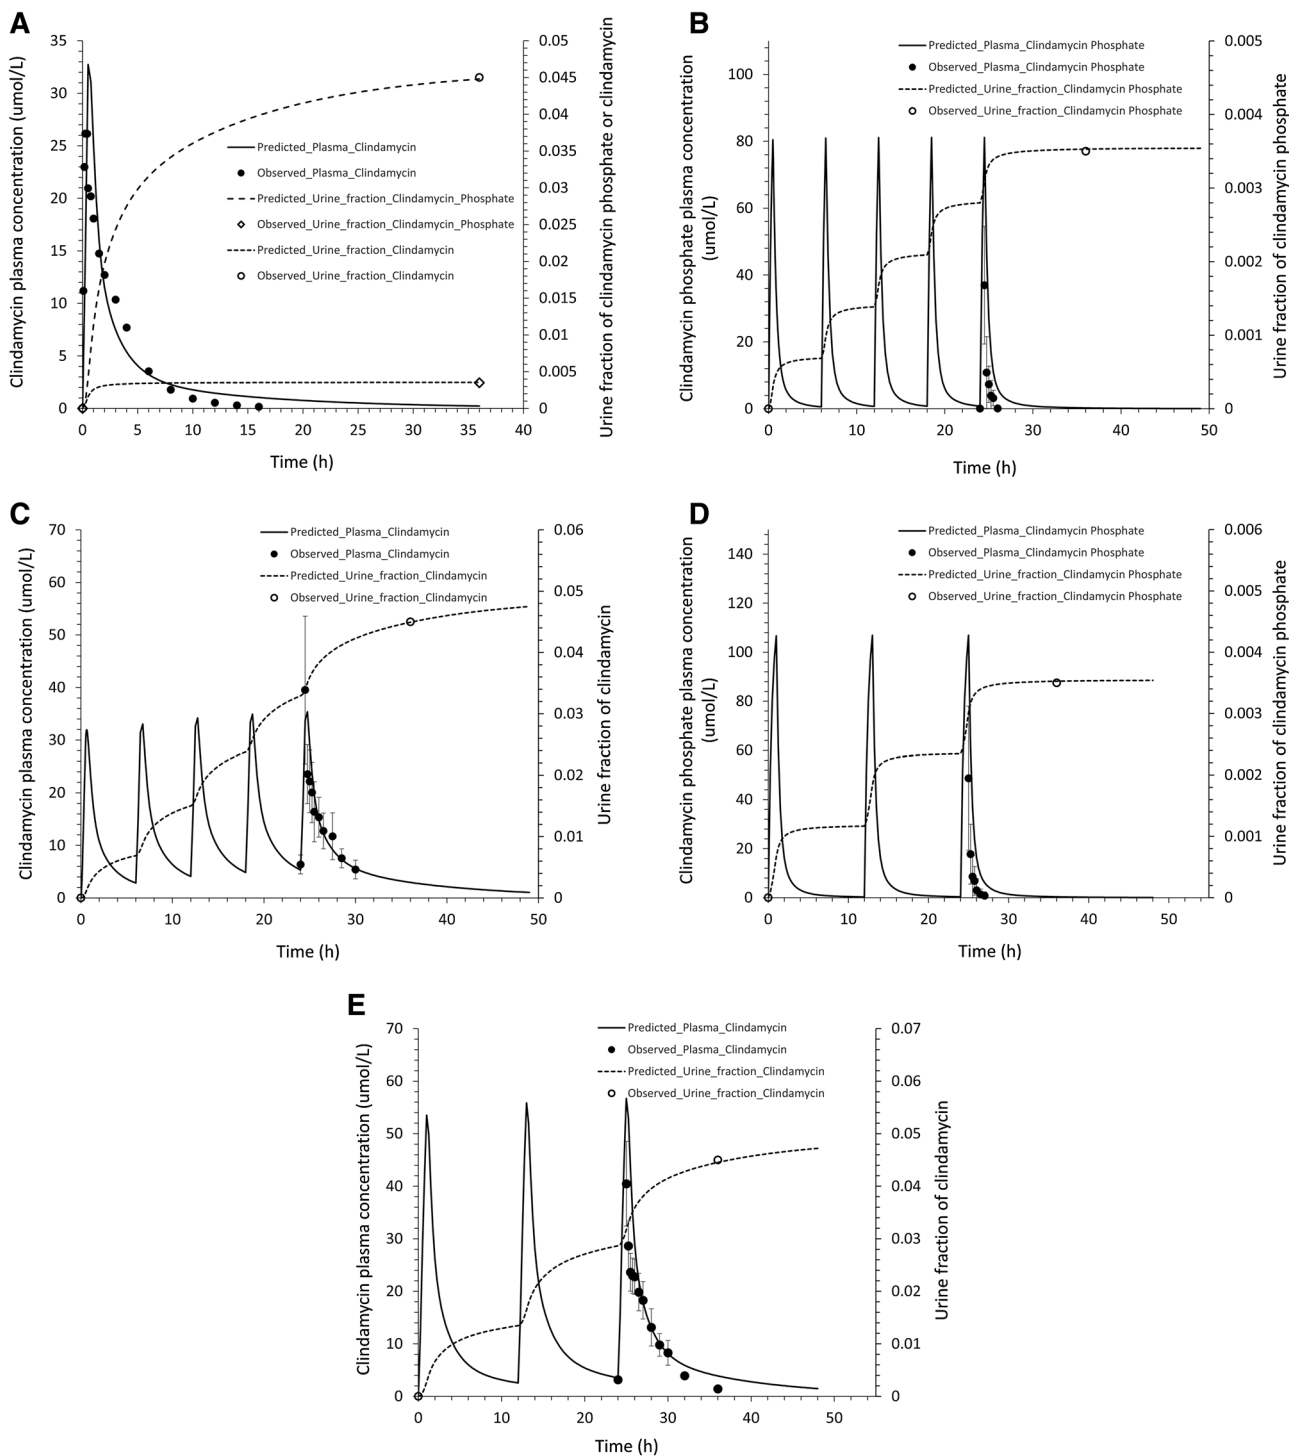 A
Clindamycin plasma concentration (umol/L)
35
30
25
20
15
10
5
0
0 5 10 15 20 25 30 35 40
Time (h)
0.05
0.045
0.04
0.035
0.03
0.025
0.02
0.015
0.01
0.005
0
Urine fraction of clindamycin phosphate or clindamycin
Predicted_Plasma_Clindamycin
Observed_Plasma_Clindamycin
Predicted_Urine_fraction_Clindamycin_Phosphate
Observed_Urine_fraction_Clindamycin_Phosphate
Predicted_Urine_fraction_Clindamycin
Observed_Urine_fraction_Clindamycin
B
Clindamycin phosphate plasma concentration
(umol/L)
100
80
60
40
20
0
0 10 20 30 40 50
Time (h)
0.005
0.004
0.003
0.002
0.001
0
Urine fraction of clindamycin phosphate
Predicted_Plasma_Clindamycin Phosphate
Observed_Plasma_Clindamycin Phosphate
Predicted_Urine_fraction_Clindamycin Phosphate
Observed_Urine_fraction_Clindamycin Phosphate
C
Clindamycin plasma concentration (umol/L)
70
60
50
40
30
20
10
0
0 10 20 30 40 50
Time (h)
0.06
0.05
0.04
0.03
0.02
0.01
0
Urine fraction of clindamycin
Predicted_Plasma_Clindamycin
Observed_Plasma_Clindamycin
Predicted_Urine_fraction_Clindamycin
Observed_Urine_fraction_Clindamycin
D
Clindamycin phosphate plasma concentration
(umol/L)
140
120
100
80
60
40
20
0
0 10 20 30 40 50
Time (h)
0.006
0.005
0.004
0.003
0.002
0.001
0
Urine fraction of clindamycin phosphate
Predicted_Plasma_Clindamycin Phosphate
Observed_Plasma_Clindamycin Phosphate
Predicted_Urine_fraction_Clindamycin Phosphate
Observed_Urine_fraction_Clindamycin Phosphate
E
Clindamycin plasma concentration (umol/L)
70
60
50
40
30
20
10
0
0 10 20 30 40 50
Time (h)
0.07
0.06
0.05
0.04
0.03
0.02
0.01
0
Urine fraction of clindamycin
Predicted_Plasma_Clindamycin
Observed_Plasma_Clindamycin
Predicted_Urine_fraction_Clindamycin
Observed_Urine_fraction_Clindamycin